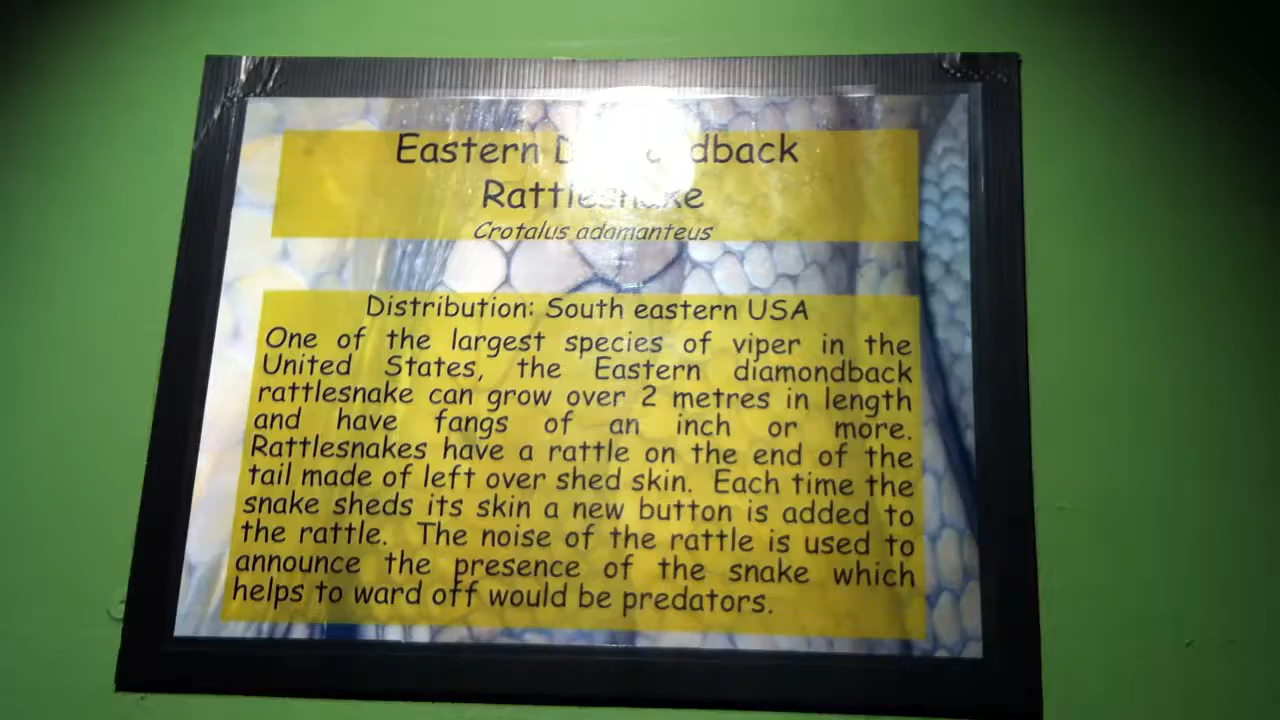 Eastern Diamondback
Rattlesnake
Crotalus adamanteus
Distribution: South eastern USA
One of the largest species of viper in the
United States, the Eastern diamondback
rattlesnake can grow over 2 metres in length
and have fangs of an inch or more.
Rattlesnakes have a rattle on the end of the
tail made of left over shed skin. Each time the
snake sheds its skin a new button is added to
the rattle. The noise of the rattle is used to
announce the presence of the snake which
helps to ward off would be predators.